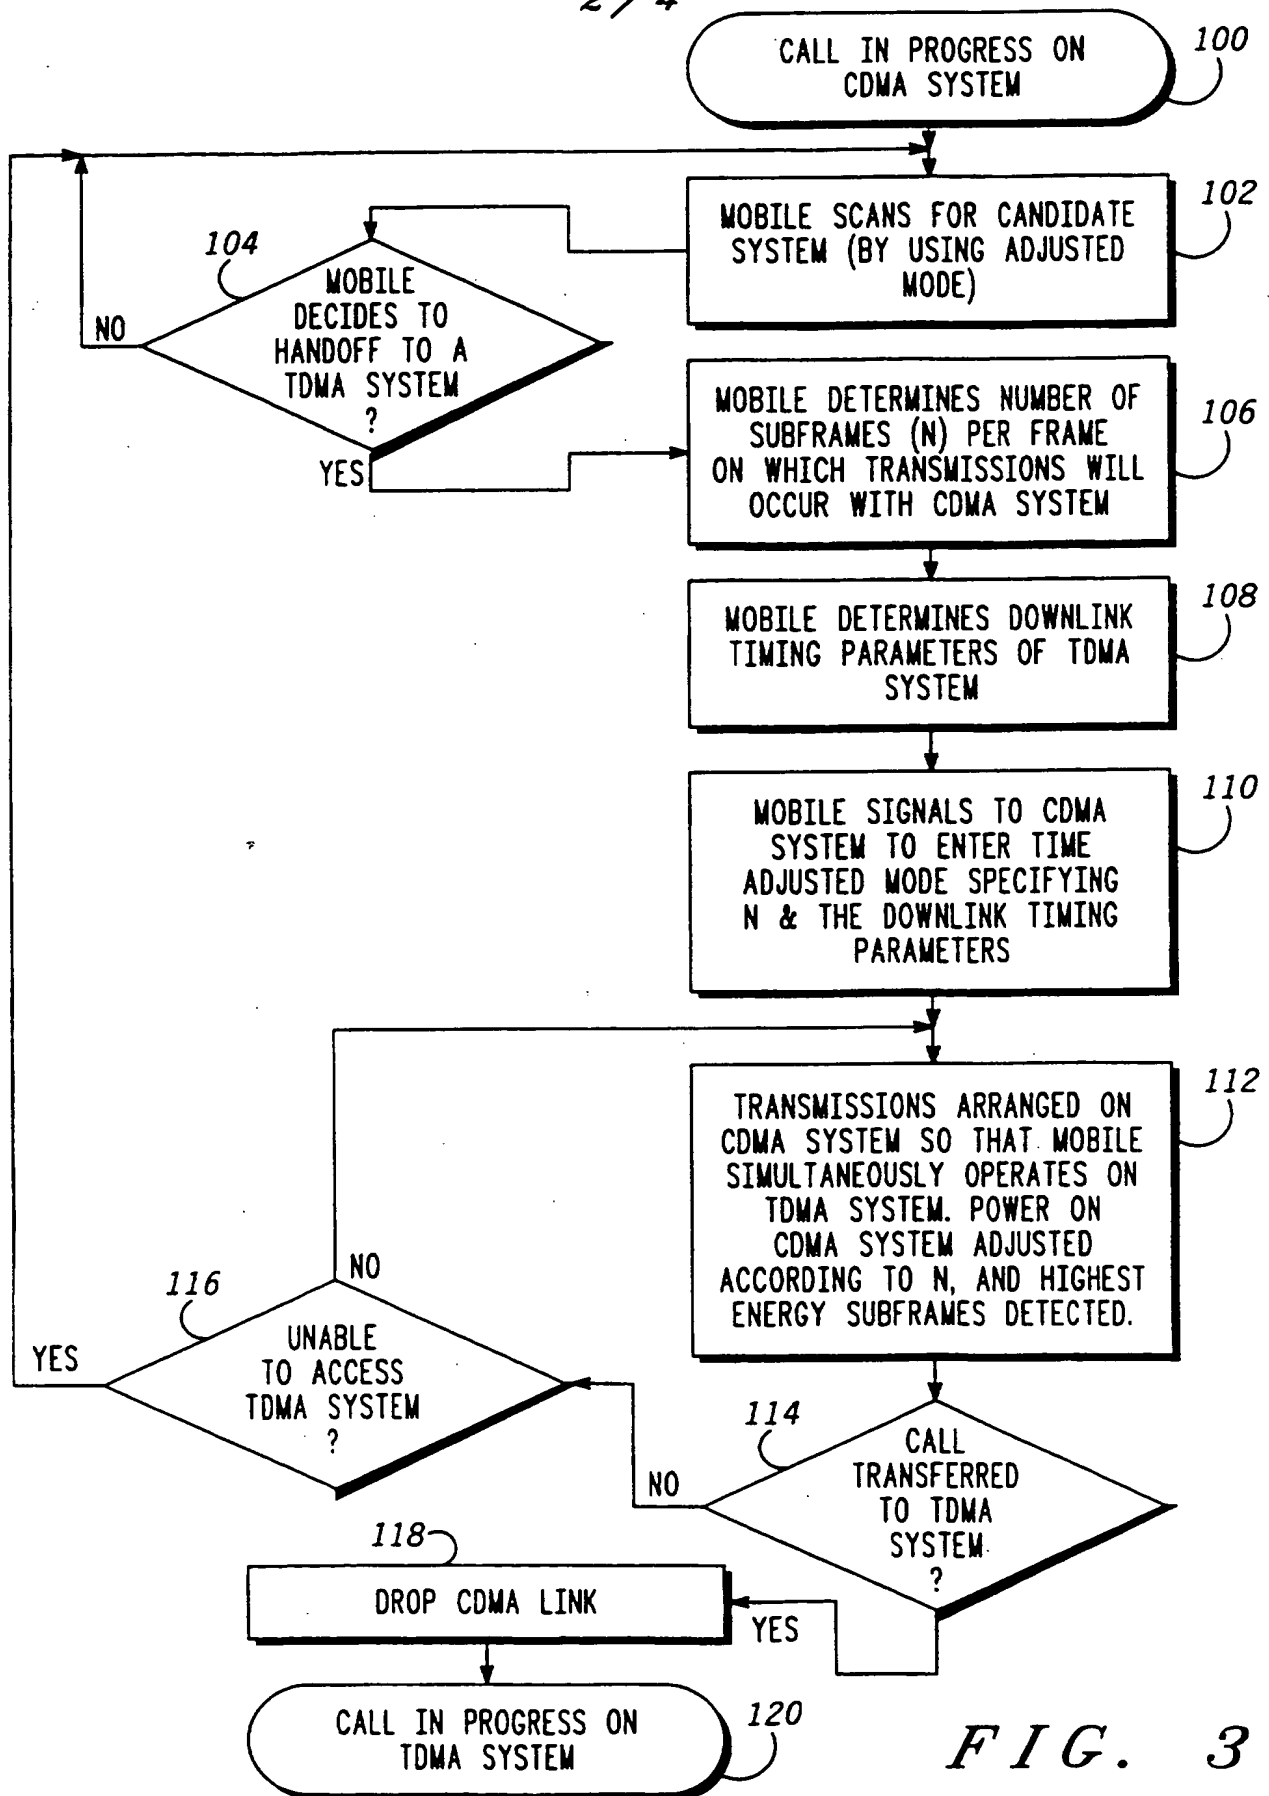 2/4
CALL IN PROGRESS ON
CDMA SYSTEM
100
MOBILE SCANS FOR CANDIDATE
SYSTEM (BY USING ADJUSTED
MODE)
102
104
MOBILE
DECIDES TO
HANDOFF TO A
TDMA SYSTEM
?
NO
YES
MOBILE DETERMINES NUMBER OF
SUBFRAMES (N) PER FRAME
ON WHICH TRANSMISSIONS WILL
OCCUR WITH CDMA SYSTEM
106
MOBILE DETERMINES DOWNLINK
TIMING PARAMETERS OF TDMA
SYSTEM
108
MOBILE SIGNALS TO CDMA
SYSTEM TO ENTER TIME
ADJUSTED MODE SPECIFYING
N & THE DOWNLINK TIMING
PARAMETERS
110
TRANSMISSIONS ARRANGED ON
CDMA SYSTEM SO THAT MOBILE
SIMULTANEOUSLY OPERATES ON
TDMA SYSTEM. POWER ON
CDMA SYSTEM ADJUSTED
ACCORDING TO N, AND HIGHEST
ENERGY SUBFRAMES DETECTED.
112
114
CALL
TRANSFERRED
TO TDMA
SYSTEM
?
NO
YES
116
UNABLE
TO ACCESS
TDMA SYSTEM
?
NO
YES
118
DROP CDMA LINK
CALL IN PROGRESS ON
TDMA SYSTEM
120
FIG. 3